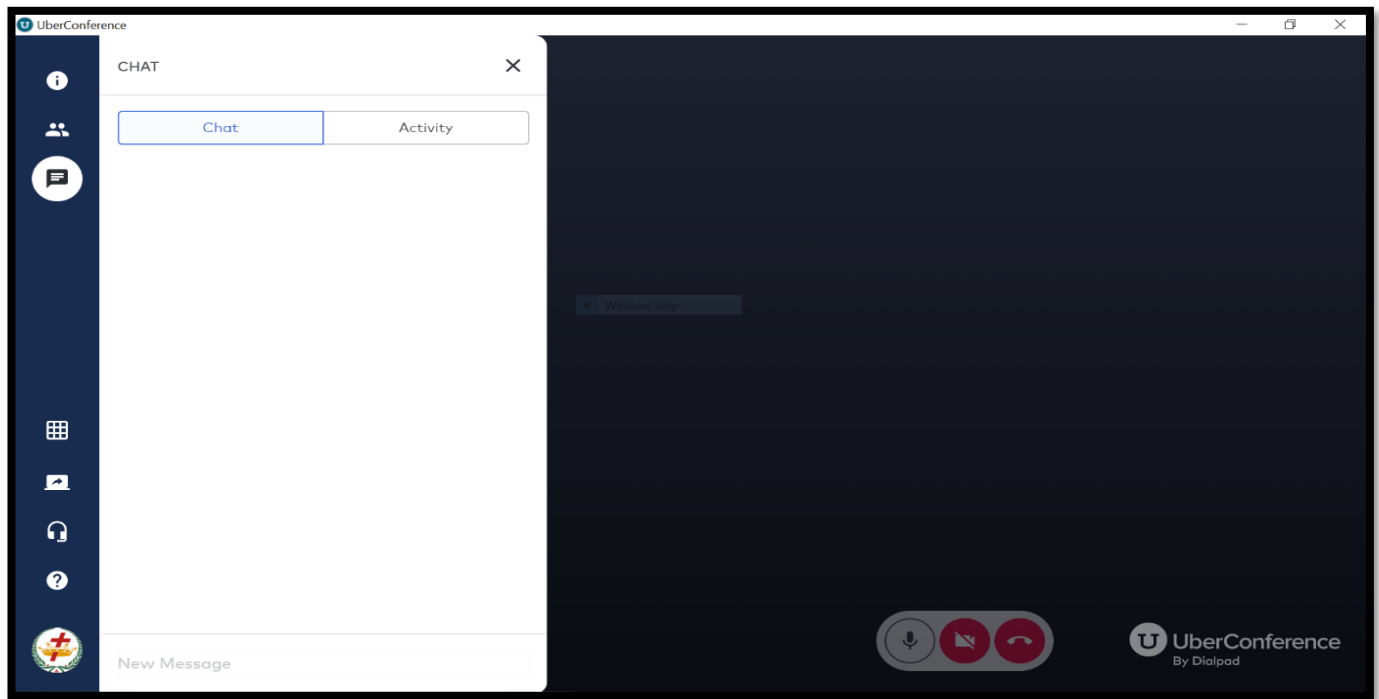 UberConference
CHAT
Chat
Activity
Window Snip
New Message
UberConference
By Dialpad